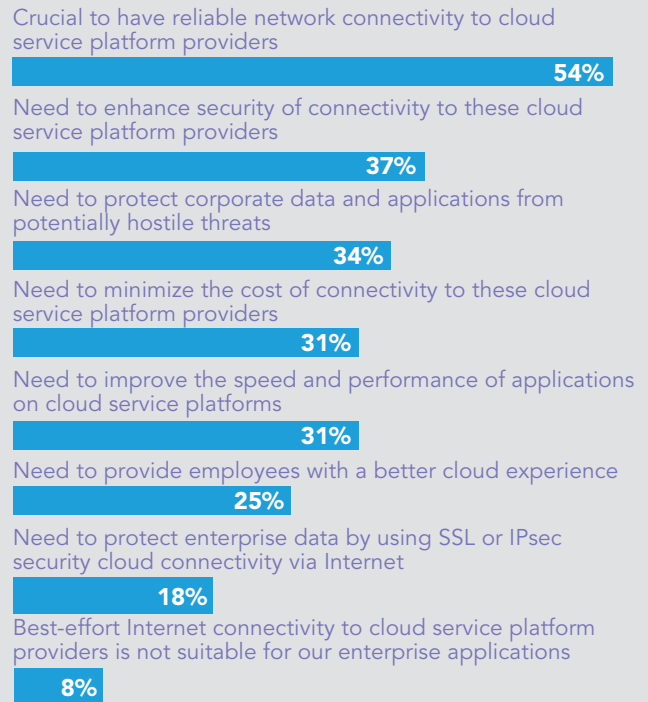 Crucial to have reliable network connectivity to cloud
service platform providers
54%
Need to enhance security of connectivity to these cloud
service platform providers
37%
Need to protect corporate data and applications from
potentially hostile threats
34%
Need to minimize the cost of connectivity to these cloud
service platform providers
31%
Need to improve the speed and performance of applications
on cloud service platforms
31%
Need to provide employees with a better cloud experience
25%
Need to protect enterprise data by using SSL or IPsec
security cloud connectivity via Internet
18%
Best-effort Internet connectivity to cloud service platform
providers is not suitable for our enterprise applications
8%